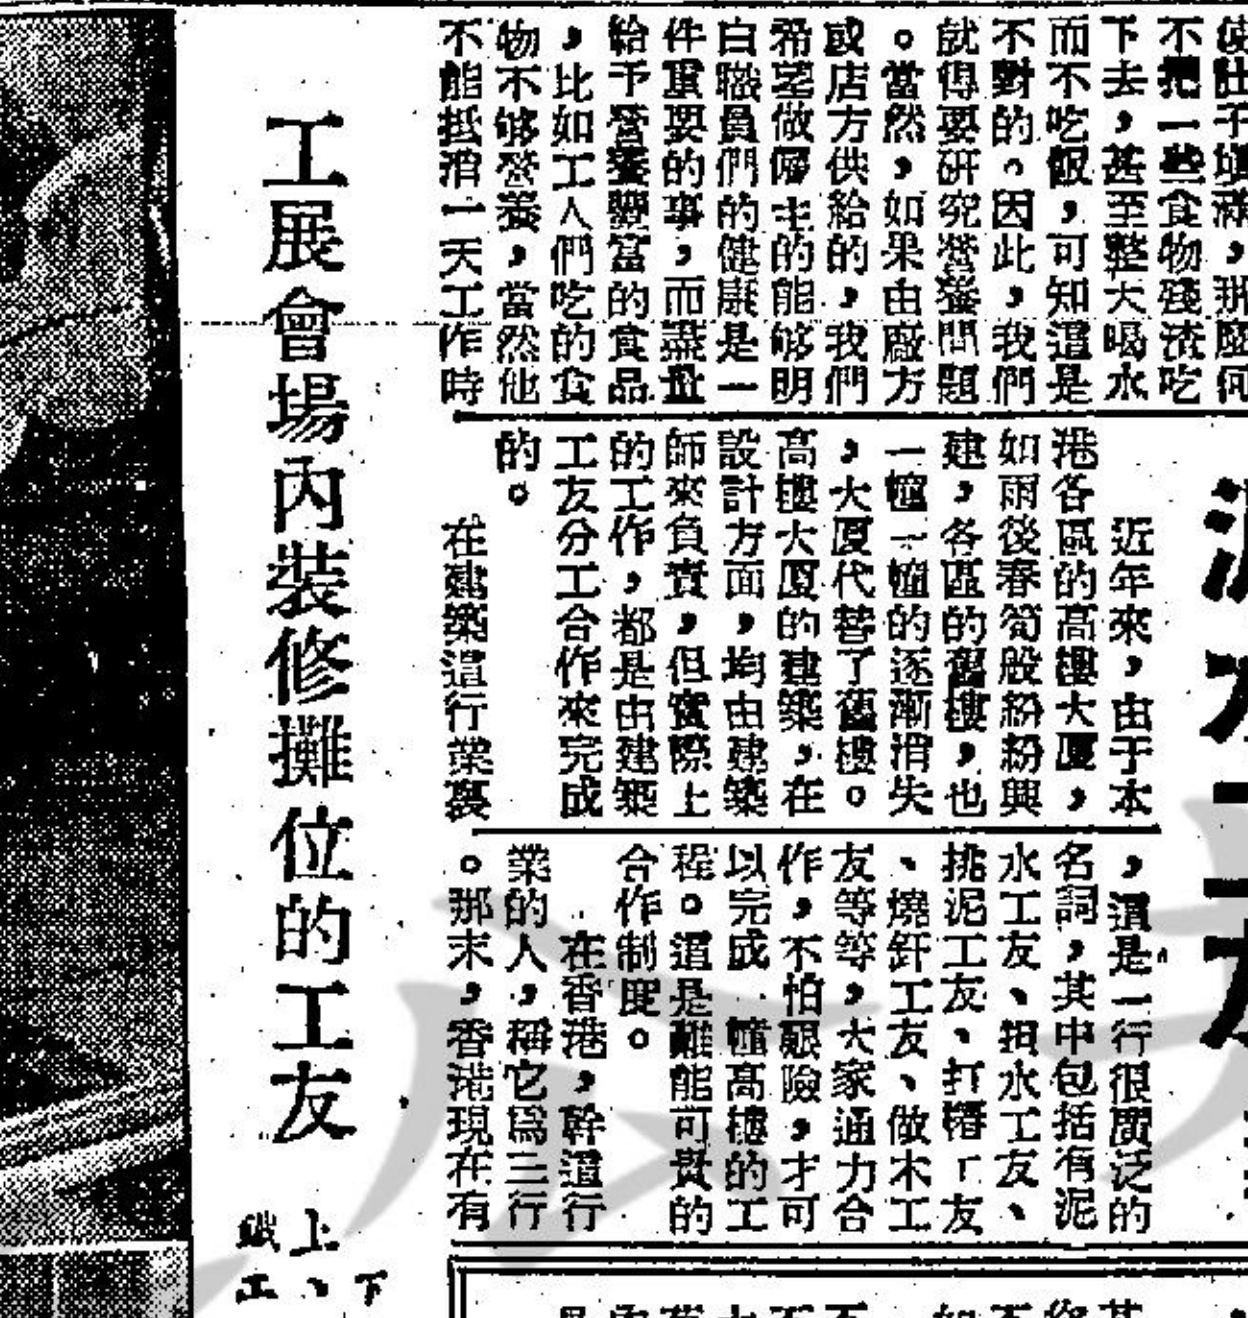 不把一些食物殘渣吃
下去，甚至整天喝水
而不吃飯，可知這是
不對的。因此，我們
就得要研究營養問題
。當然，如果由廠方
或店方供給的，我們
希望做僱主的能够明
白職員們的健康是一
件重要的事，而盡量
給予營養豐富的食品
，比如工人們吃的食
物不够營養，當然他
不能抵消一天工作時
近年來，由于本
港各區的高樓大厦，
如雨後春筍般紛紛興
建，各區的舊樓，也
一幢一幢的逐漸消失
，大厦代替了舊樓。
高樓大厦的建築，在
設計方面，均由建築
師來負責，但實際上
的工作，都是由建築
工友分工合作來完成
的。
在建築這行業裏
，這是一行很廣泛的
名詞，其中包括有泥
水工友、担水工友、
挑泥工友、打樁工友
、燒釬工友、做木工
友等等，大家通力合
作，不怕艱險，才可
以完成一幢高樓的工
程。這是難能可貴的
合作制度。
在香港，幹這行
業的人，稱它爲三行
。那末，香港現在有
工展會場內裝修攤位的工友
上、下